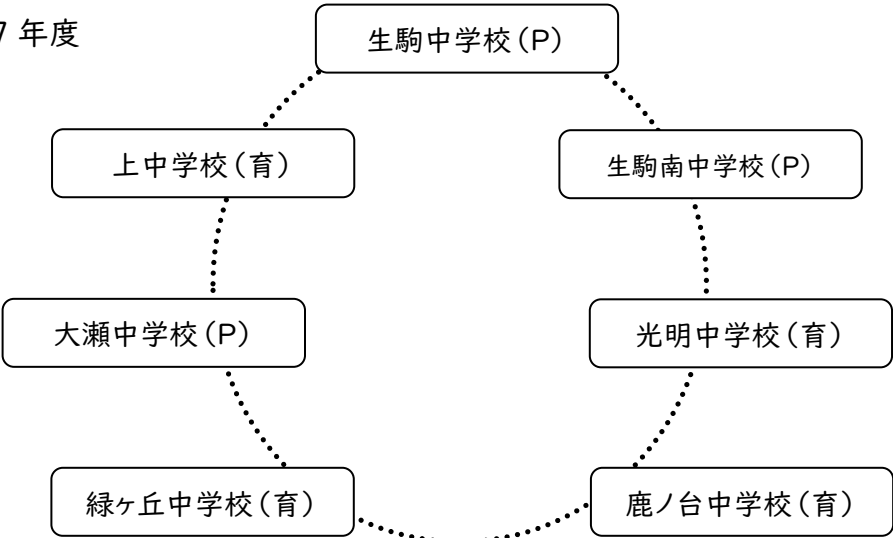 7 年度
生駒中学校（P）
上中学校（育）
生駒南中学校（P）
大瀬中学校（P）
光明中学校（育）
緑ヶ丘中学校（育）
鹿ノ台中学校（育）